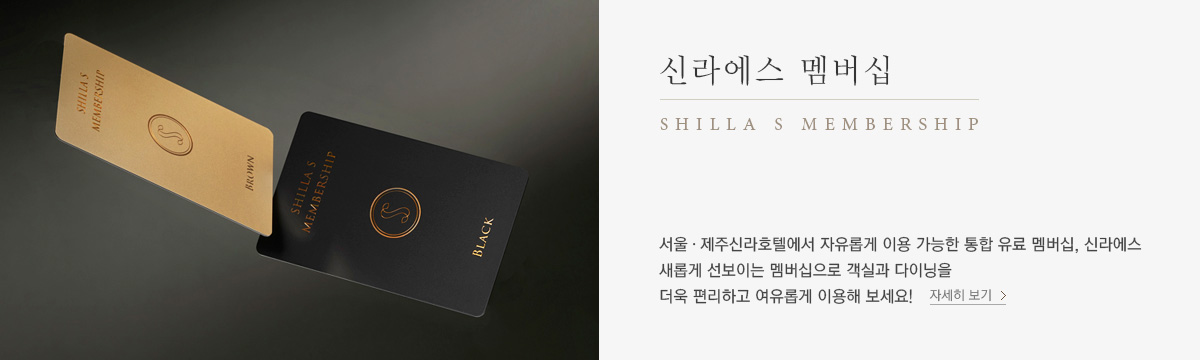 SHILLA S
MEMBERSHIP
S
BROWN
SHILLA S
MEMBERSHIP
S
BLACK
신라에스 멤버십
SHILLA S MEMBERSHIP
서울 · 제주신라호텔에서 자유롭게 이용 가능한 통합 유료 멤버십, 신라에스
새롭게 선보이는 멤버십으로 객실과 다이닝을
더욱 편리하고 여유롭게 이용해 보세요! 자세히 보기 >